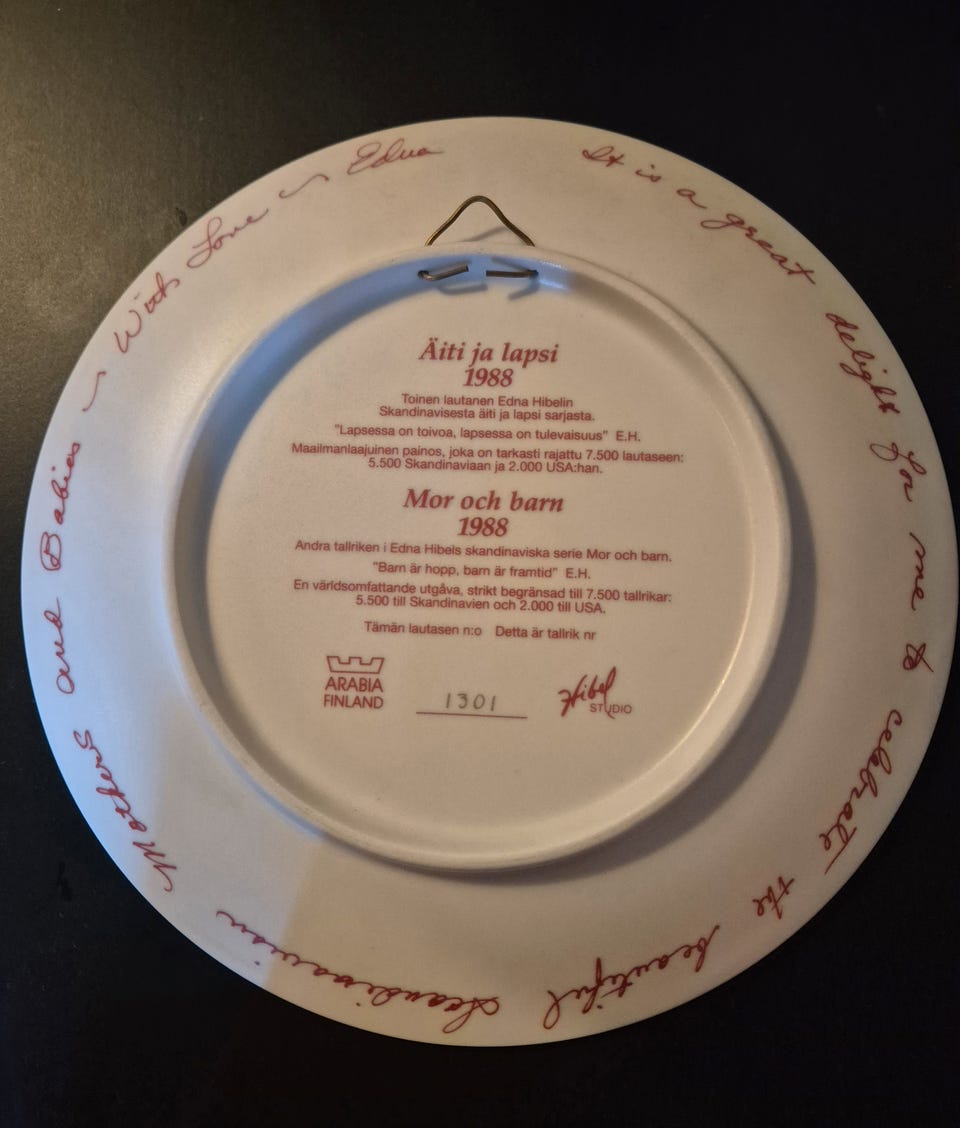 It is a great delight for me to celebrate the beautiful Scandinavian Mothers and Babies ~ With Love ~ Edna
Äiti ja lapsi
1988
Toinen lautanen Edna Hibelin
Skandinavisesta äiti ja lapsi sarjasta.
"Lapsessa on toivoa, lapsessa on tulevaisuus" E.H.
Maailmanlaajuinen painos, joka on tarkasti rajattu 7.500 lautaseen:
5.500 Skandinaviaan ja 2.000 USA:han.
Mor och barn
1988
Andra tallriken i Edna Hibels skandinaviska serie Mor och barn.
"Barn är hopp, barn är framtid" E.H.
En världsomfattande utgåva, strikt begränsad till 7.500 tallrikar:
5.500 till Skandinavien och 2.000 till USA.
Tämän lautasen n:o Detta är tallrik nr
ARABIA
FINLAND
1301
Hibel
STUDIO